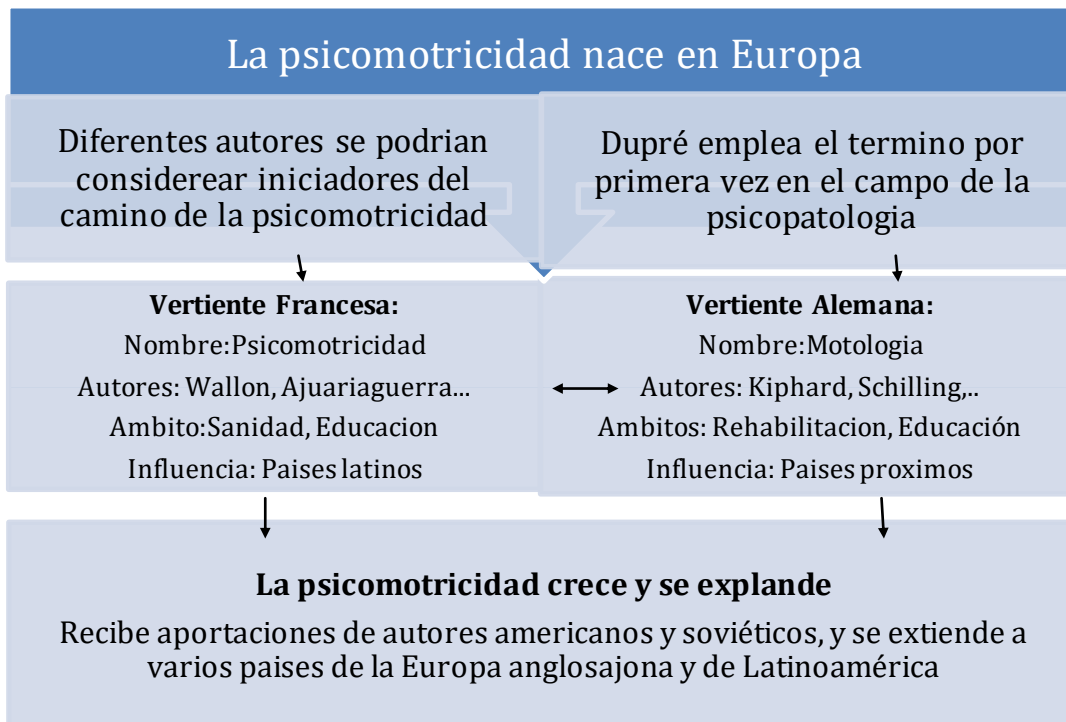 La psicomotricidad nace en Europa
Diferentes autores se podrian
considerear iniciadores del
camino de la psicomotricidad
Dupré emplea el termino por
primera vez en el campo de la
psicopatologia
Vertiente Francesa:
Nombre:Psicomotricidad
Autores: Wallon, Ajuariaguerra...
Ambito:Sanidad, Educacion
Influencia: Paises latinos
Vertiente Alemana:
Nombre:Motologia
Autores: Kiphard, Schilling,..
Ambitos: Rehabilitacion, Educación
Influencia: Paises proximos
La psicomotricidad crece y se explande
Recibe aportaciones de autores americanos y soviéticos, y se extiende a
varios paises de la Europa anglosajona y de Latinoamérica